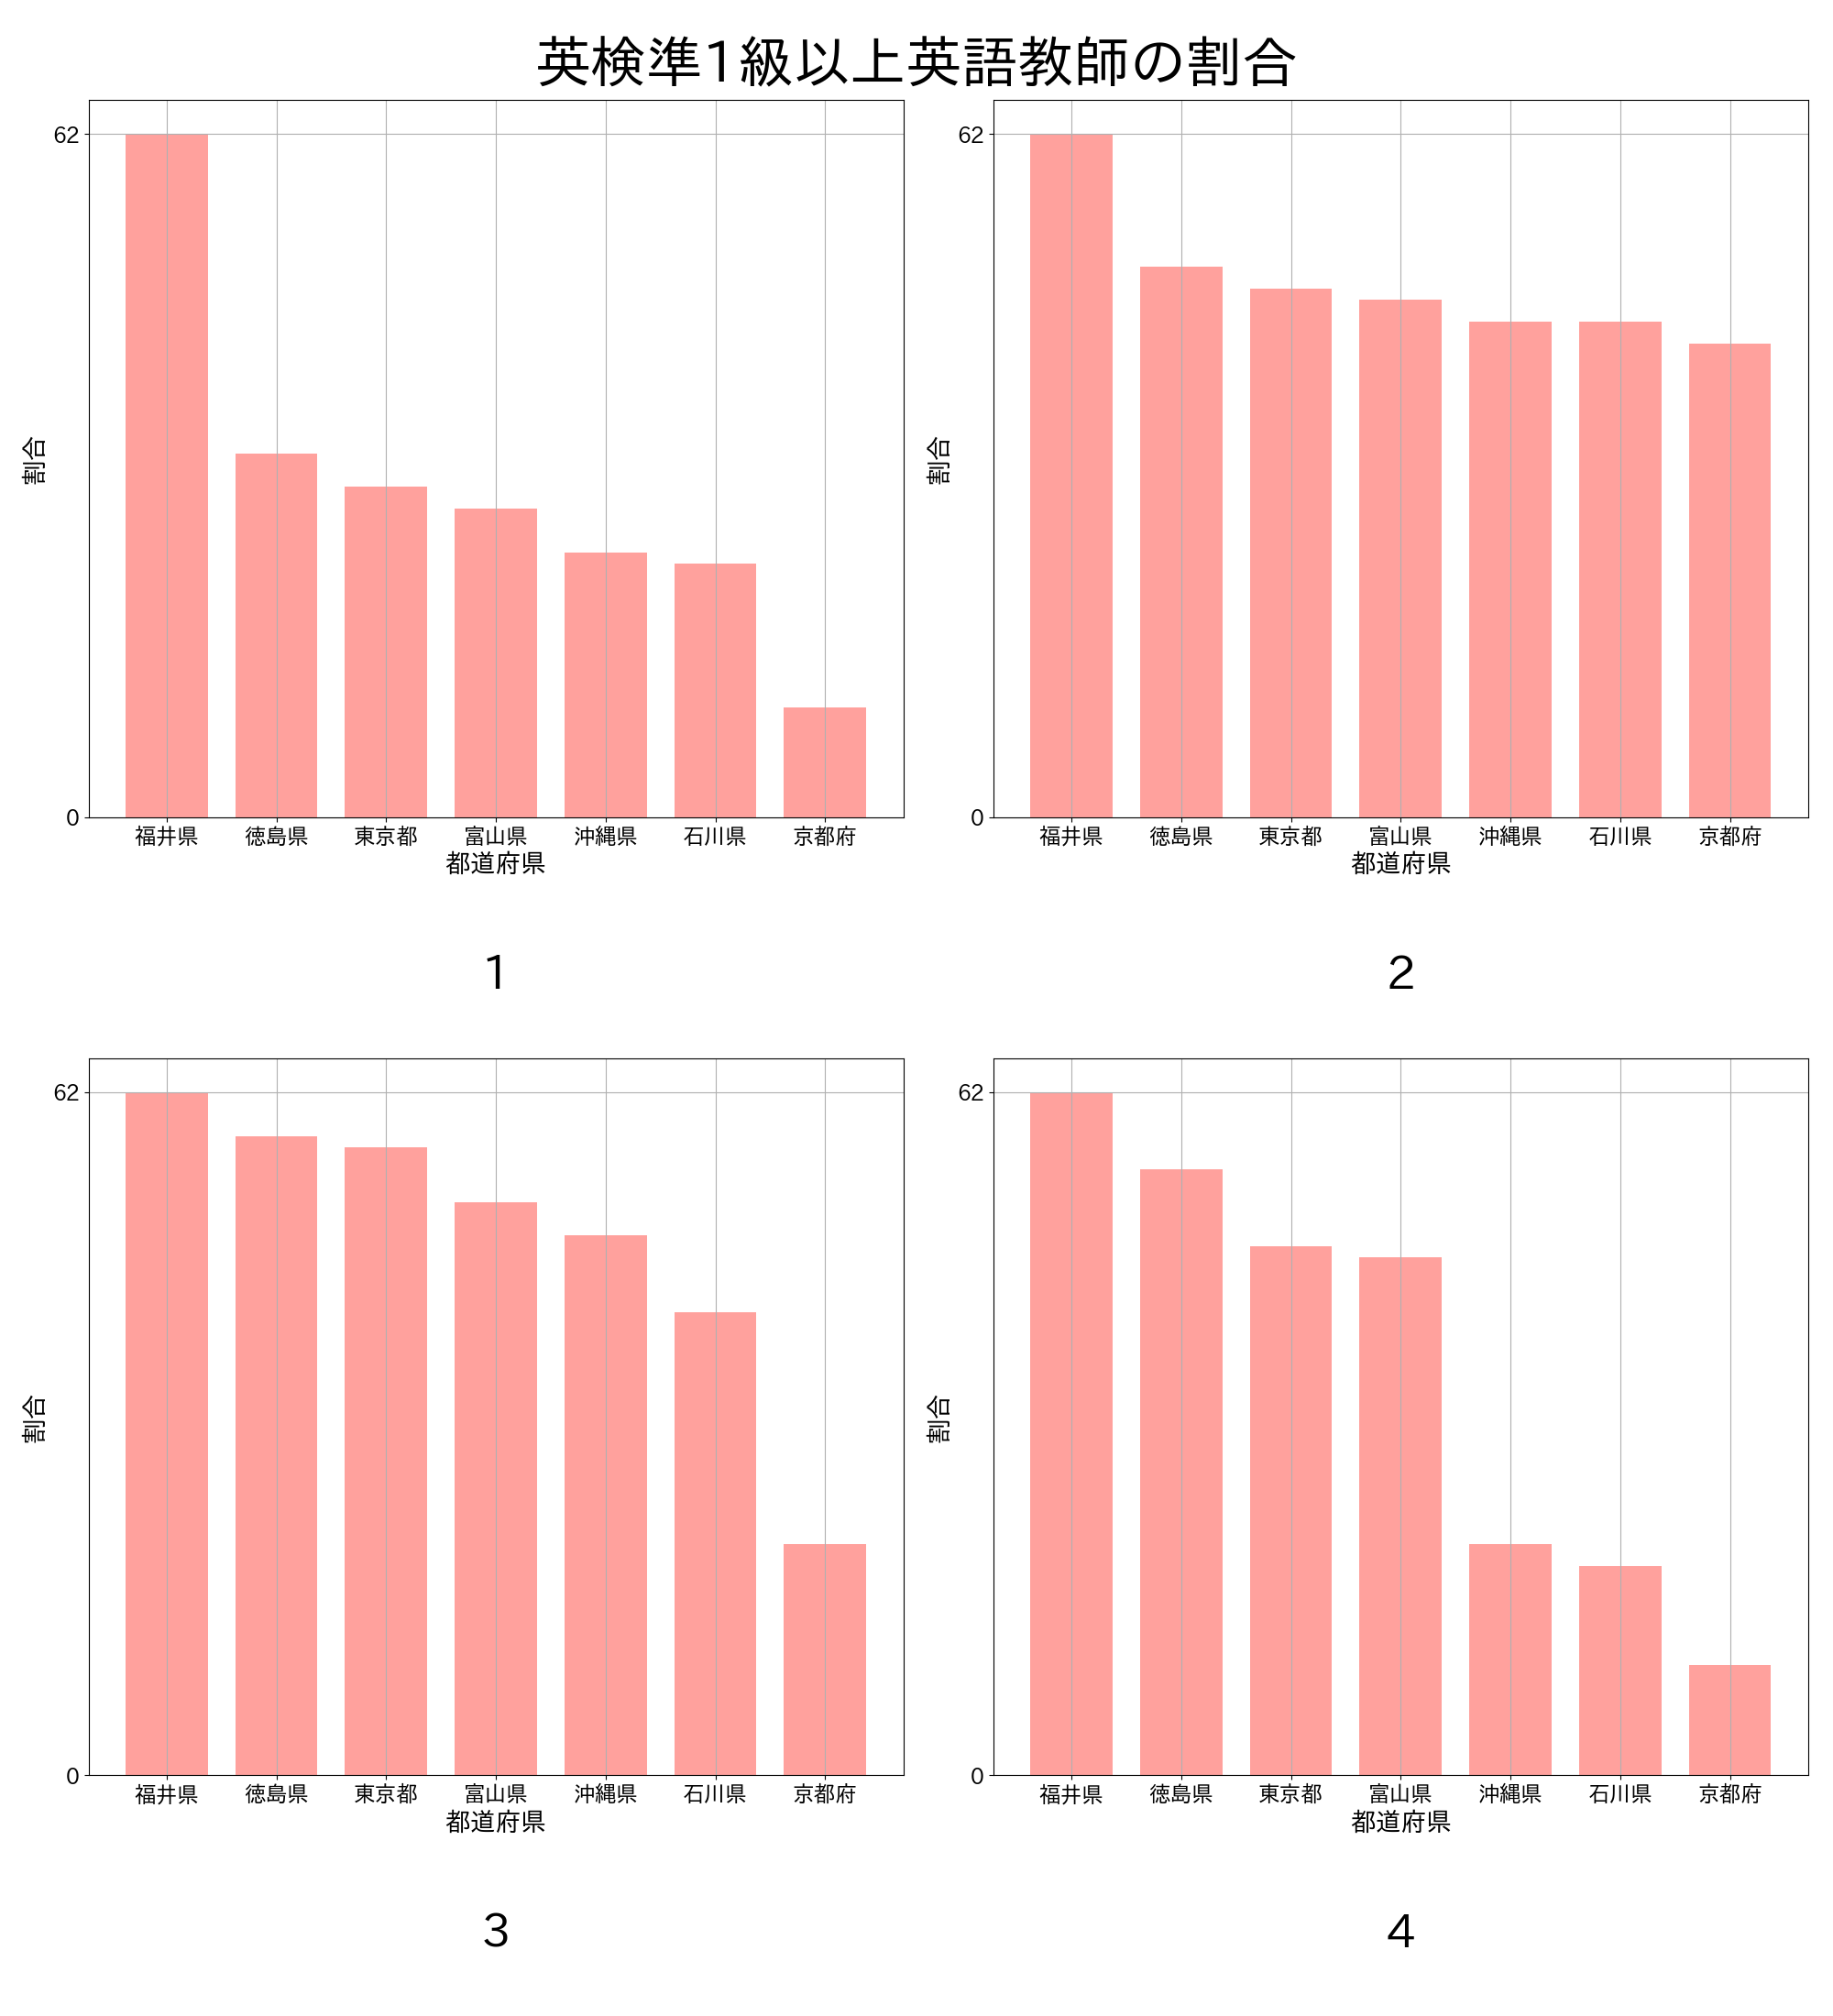 英検準1級以上英語教師の割合
62
0
割合
福井県 徳島県 東京都 富山県 沖縄県 石川県 京都府
都道府県
1
62
0
割合
福井県 徳島県 東京都 富山県 沖縄県 石川県 京都府
都道府県
2
62
0
割合
福井県 徳島県 東京都 富山県 沖縄県 石川県 京都府
都道府県
3
62
0
割合
福井県 徳島県 東京都 富山県 沖縄県 石川県 京都府
都道府県
4